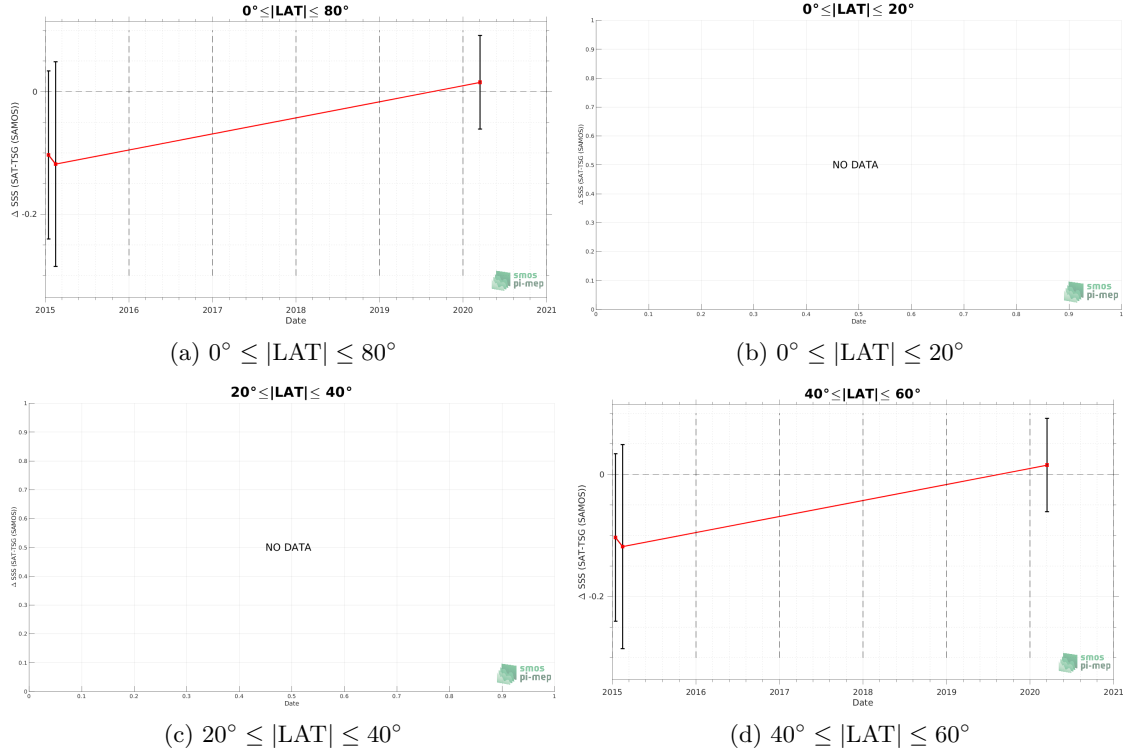 0°≤|LAT|≤ 80°
Δ SSS (SAT-TSG (SAMOS))
0
-0.2
2015 2016 2017 2018 2019 2020 2021
Date
smos
pi-mep
(a) 0° ≤ |LAT| ≤ 80°
0°≤|LAT|≤ 20°
Δ SSS (SAT-TSG (SAMOS))
1
0.9
0.8
0.7
0.6
0.5
0.4
0.3
0.2
0.1
0
NO DATA
0 0.1 0.2 0.3 0.4 0.5 0.6 0.7 0.8 0.9 1
Date
smos
pi-mep
(b) 0° ≤ |LAT| ≤ 20°
20°≤|LAT|≤ 40°
Δ SSS (SAT-TSG (SAMOS))
1
0.9
0.8
0.7
0.6
0.5
0.4
0.3
0.2
0.1
0
NO DATA
0 0.1 0.2 0.3 0.4 0.5 0.6 0.7 0.8 0.9 1
Date
smos
pi-mep
(c) 20° ≤ |LAT| ≤ 40°
40°≤|LAT|≤ 60°
Δ SSS (SAT-TSG (SAMOS))
0
-0.2
2015 2016 2017 2018 2019 2020 2021
Date
smos
pi-mep
(d) 40° ≤ |LAT| ≤ 60°